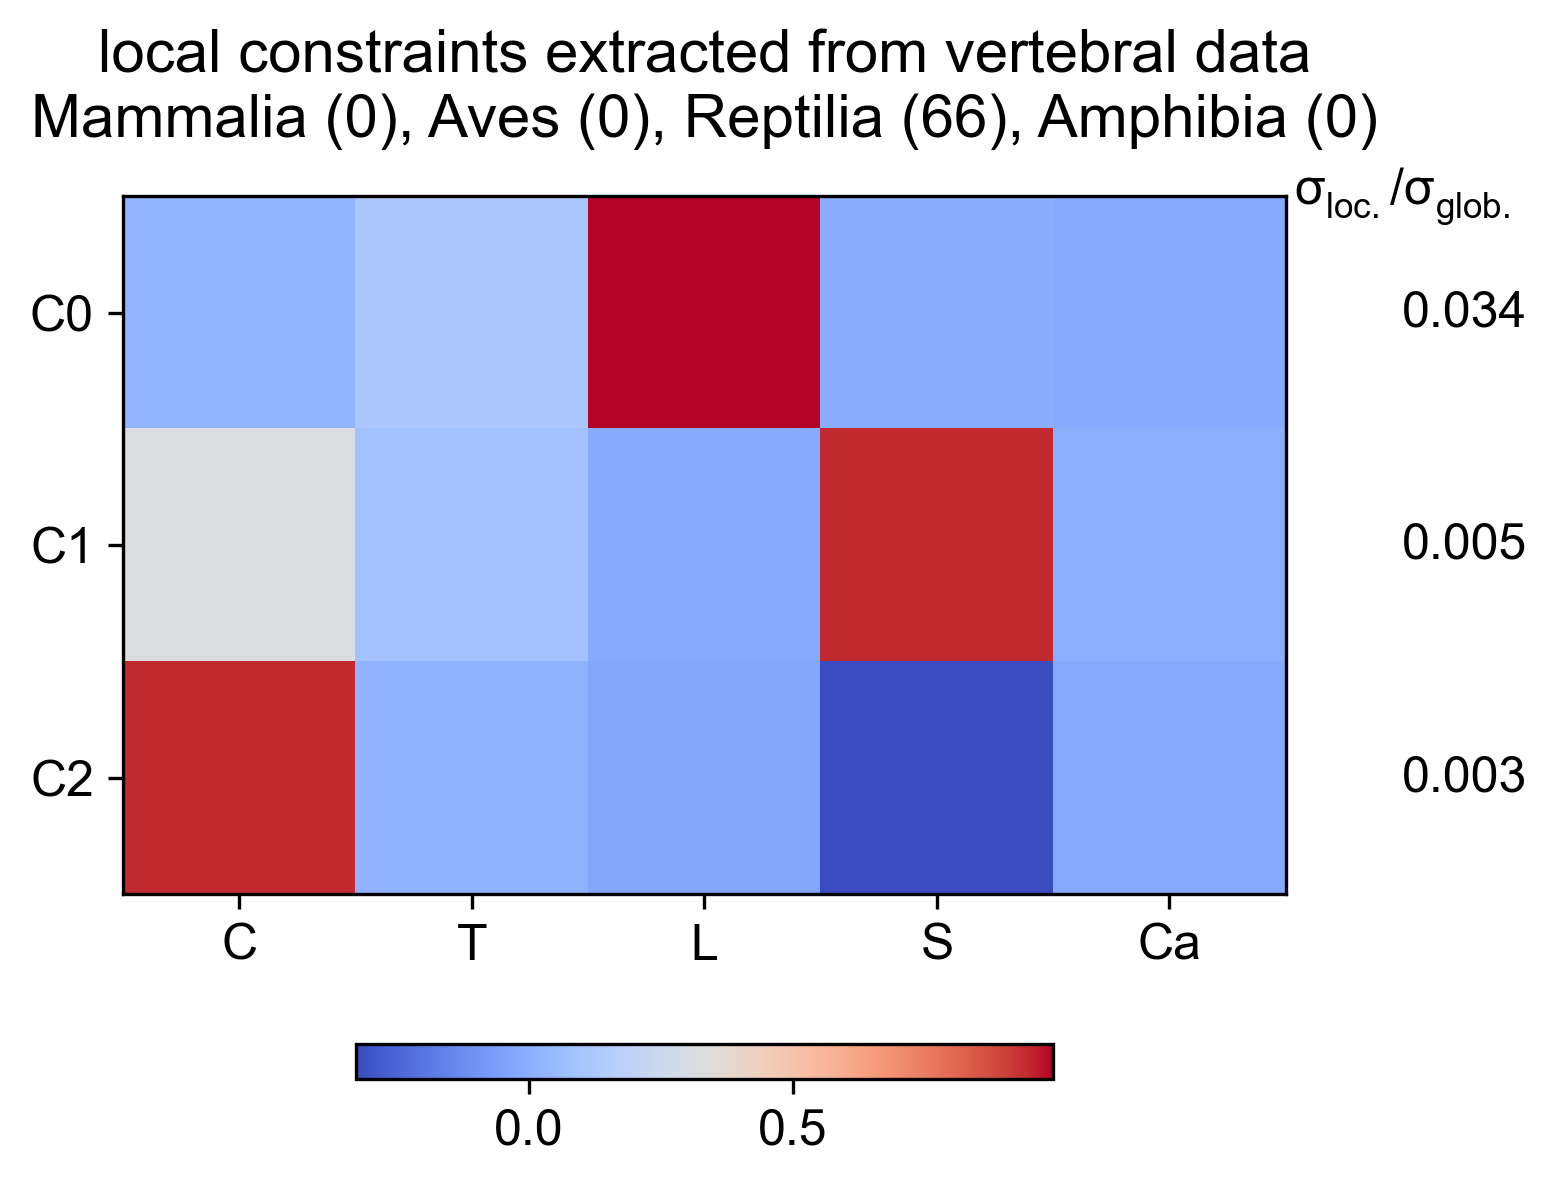 local constraints extracted from vertebral data
Mammalia (0), Aves (0), Reptilia (66), Amphibia (0)
σloc. /σglob.
C0
0.034
C1
0.005
C2
0.003
C T L S Ca
0.0 0.5